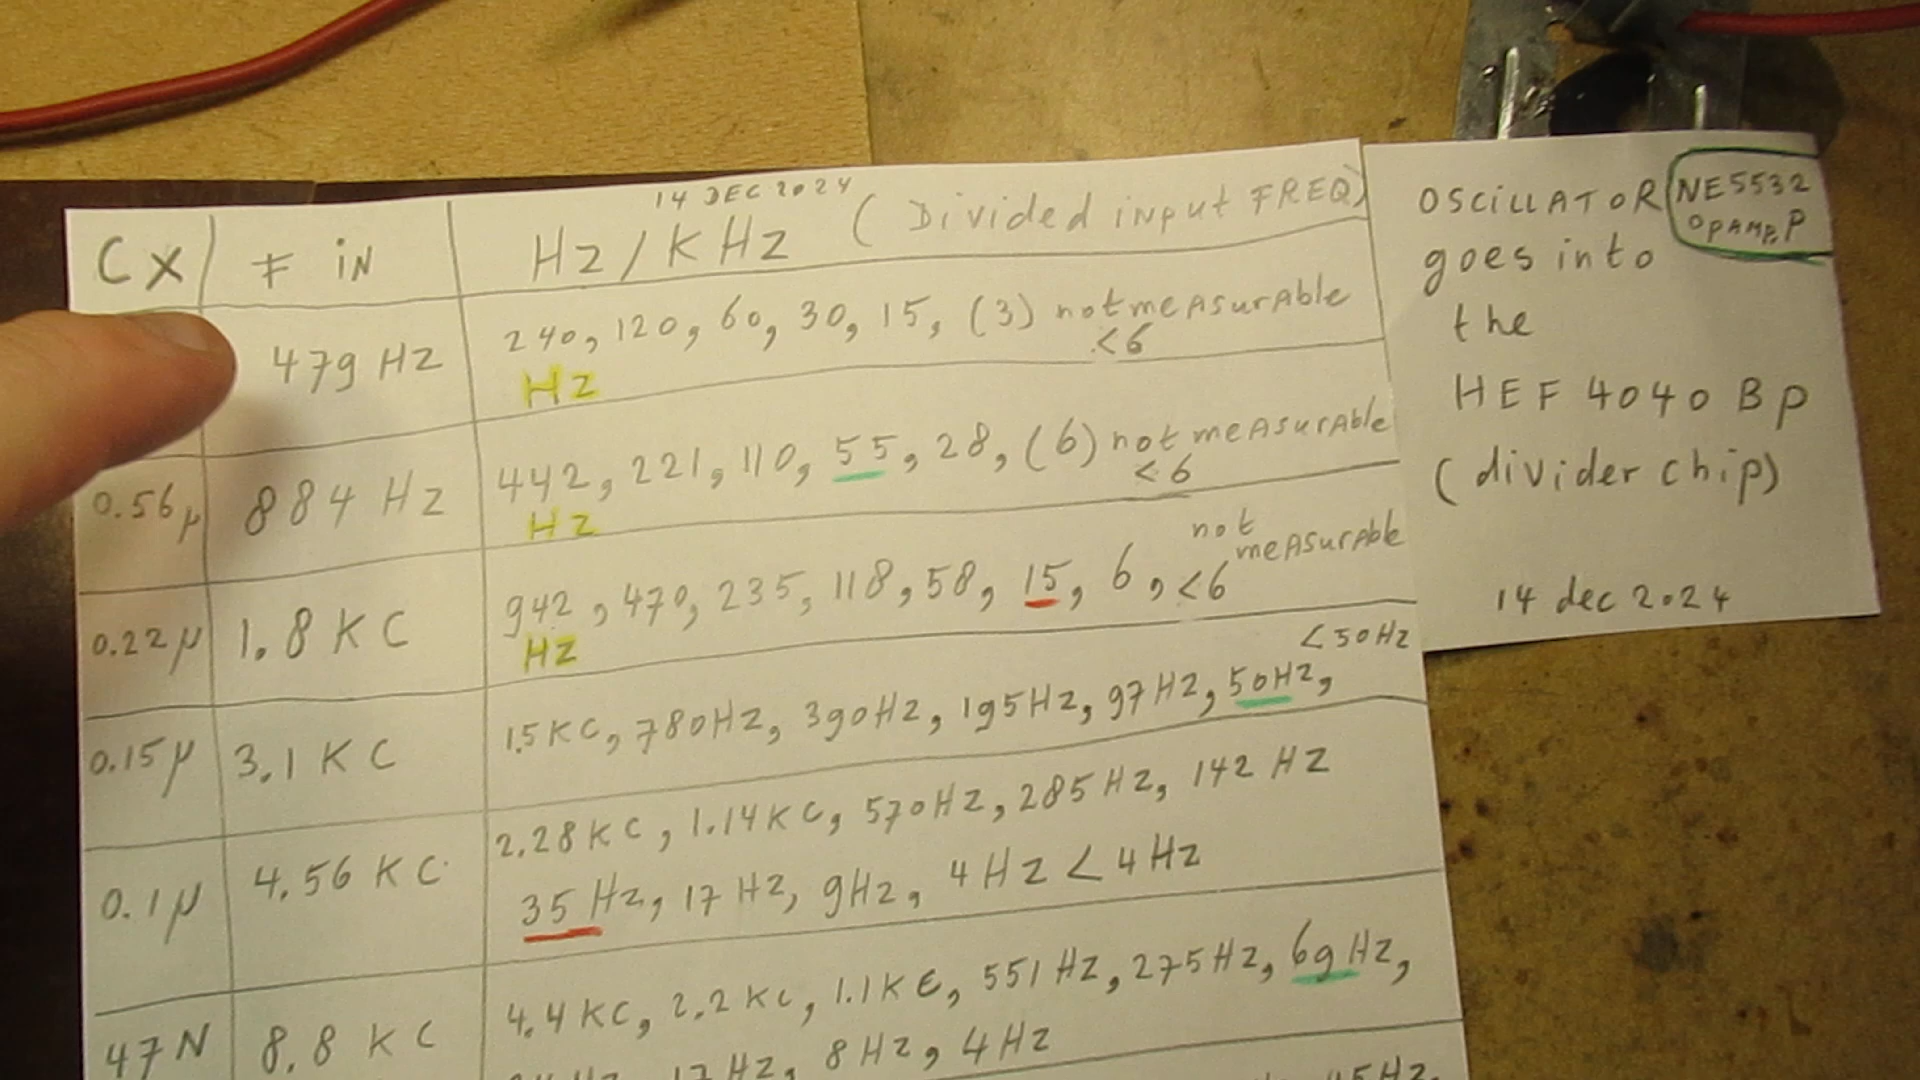 14 DEC 2024
CX F iN Hz/KHz (Divided input FREQ)
479 Hz 240, 120, 60, 30, 15, (3) not measurable
Hz <6
0.56µ 884 Hz 442, 221, 110, 55, 28, (6) not measurable
Hz <6
not
measurable
0.22µ 1.8 KC 942, 470, 235, 118, 58, 15, 6, <6
Hz
<50Hz
0.15µ 3.1 KC 1.5KC, 780Hz, 390Hz, 195Hz, 97Hz, 50Hz,
0.1µ 4.56 KC 2.28KC, 1.14KC, 570Hz, 285Hz, 142 Hz
35 Hz, 17 Hz, 9Hz, 4Hz < 4Hz
47N 8.8 KC 4.4KC, 2.2KC, 1.1KC, 551Hz, 275Hz, 69Hz,
17Hz, 8Hz, 4Hz
45Hz.
OSCiLLATOR NE5532
OPAMP.P
goes into
the
HEF 4040 Bp
(divider chip)
14 dec 2024